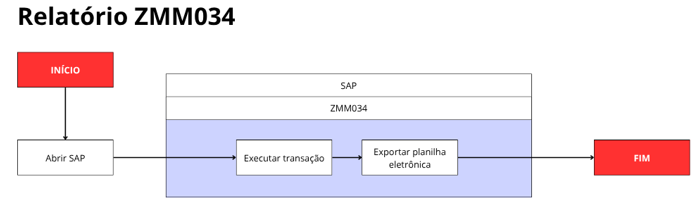 Relatório ZMM034
INÍCIO
SAP
ZMM034
Abrir SAP
Executar transação
Exportar planilha
eletrônica
FIM